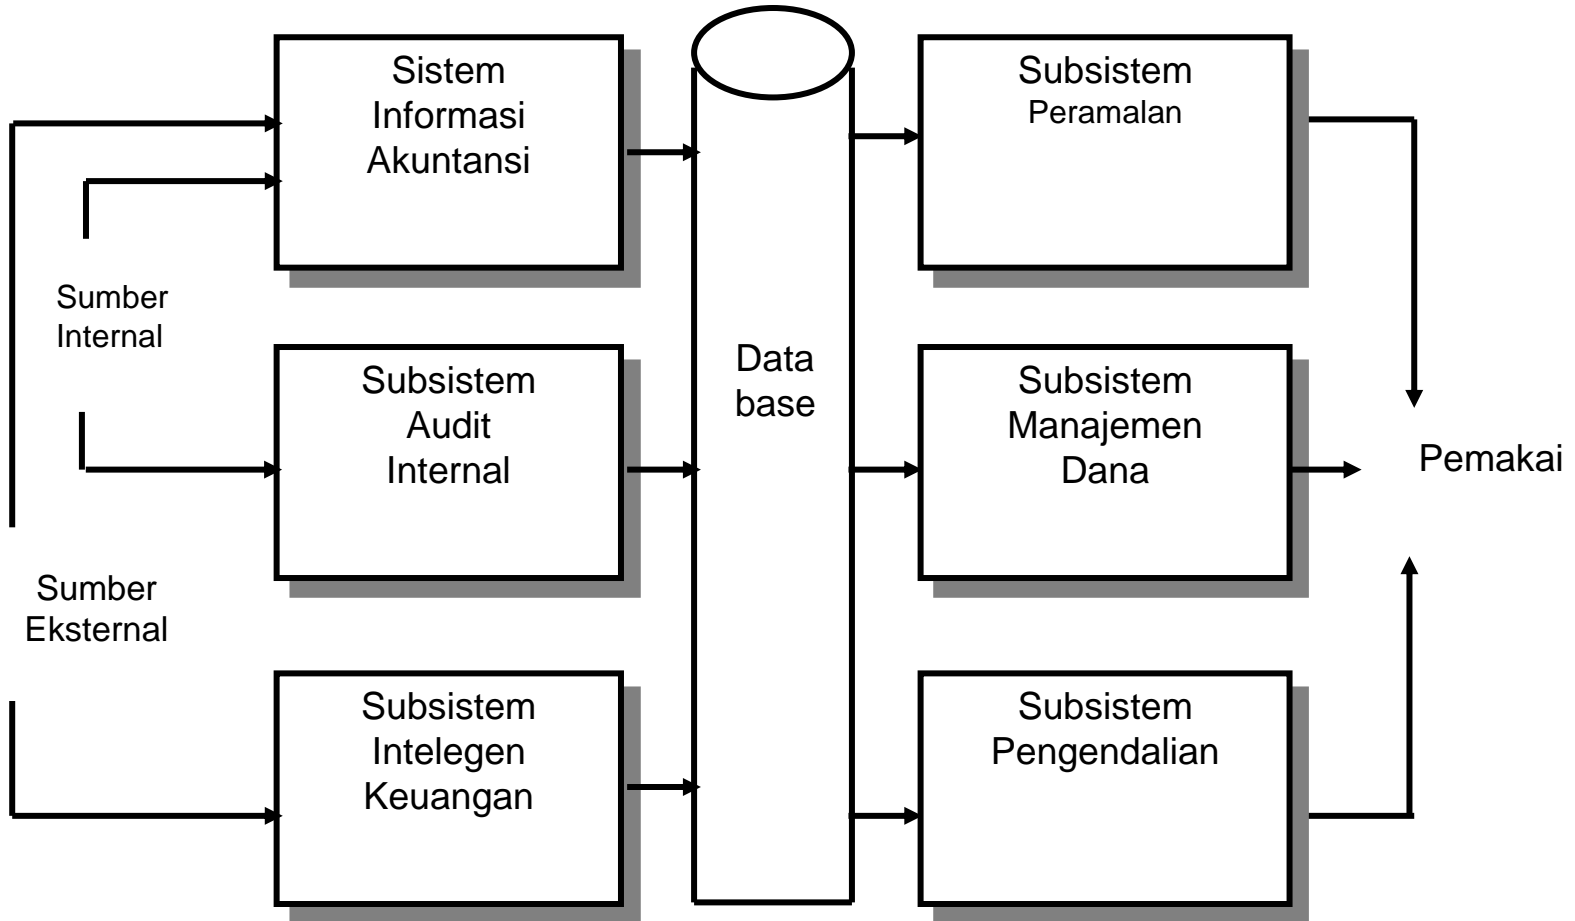 Sistem
Informasi
Akuntansi
Subsistem
Peramalan
Sumber
Internal
Subsistem
Audit
Internal
Data
base
Subsistem
Manajemen
Dana
Pemakai
Sumber
Eksternal
Subsistem
Intelegen
Keuangan
Subsistem
Pengendalian